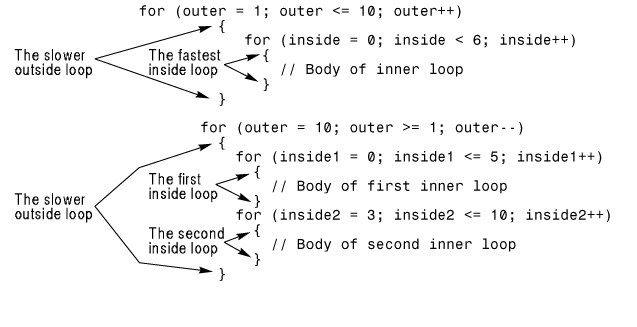 for (outer = 1; outer <= 10; outer++)
{
for (inside = 0; inside < 6; inside++)
The slower
outside loop
The fastest
inside loop
{
// Body of inner loop
}
}
for (outer = 10; outer >= 1; outer--)
{
for (inside1 = 0; inside1 <= 5; inside1++)
The first
inside loop
{
// Body of first inner loop
}
The slower
outside loop
for (inside2 = 3; inside2 <= 10; inside2++)
The second
inside loop
{
// Body of second inner loop
}
}